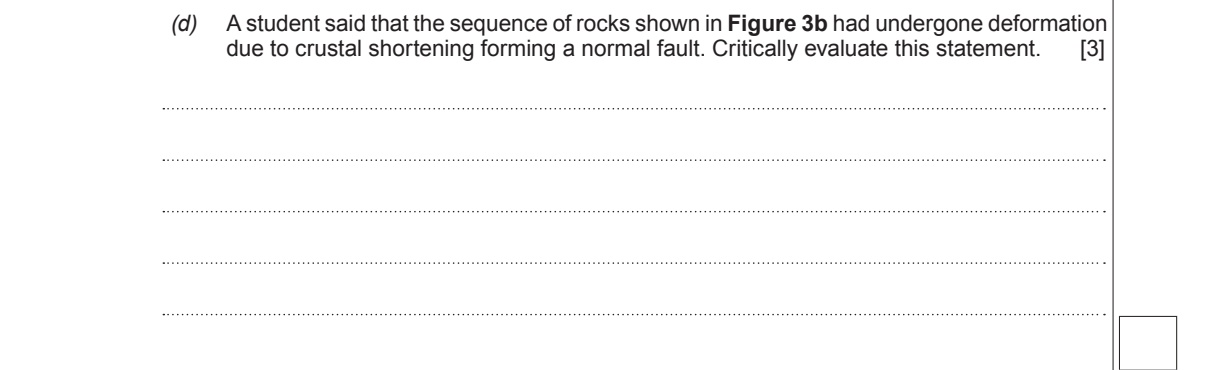 (d) A student said that the sequence of rocks shown in Figure 3b had undergone deformation
due to crustal shortening forming a normal fault. Critically evaluate this statement. [3]